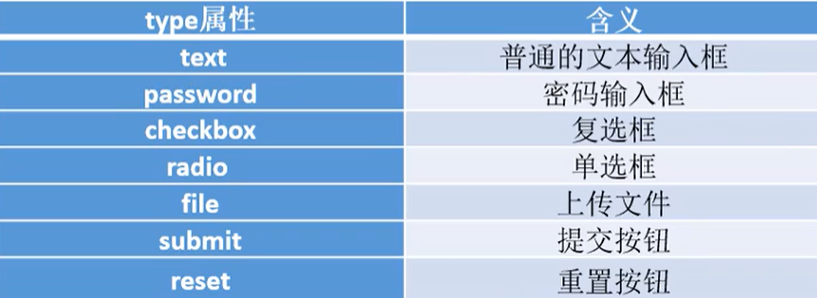 type属性 含义
text 普通的文本输入框
password 密码输入框
checkbox 复选框
radio 单选框
file 上传文件
submit 提交按钮
reset 重置按钮